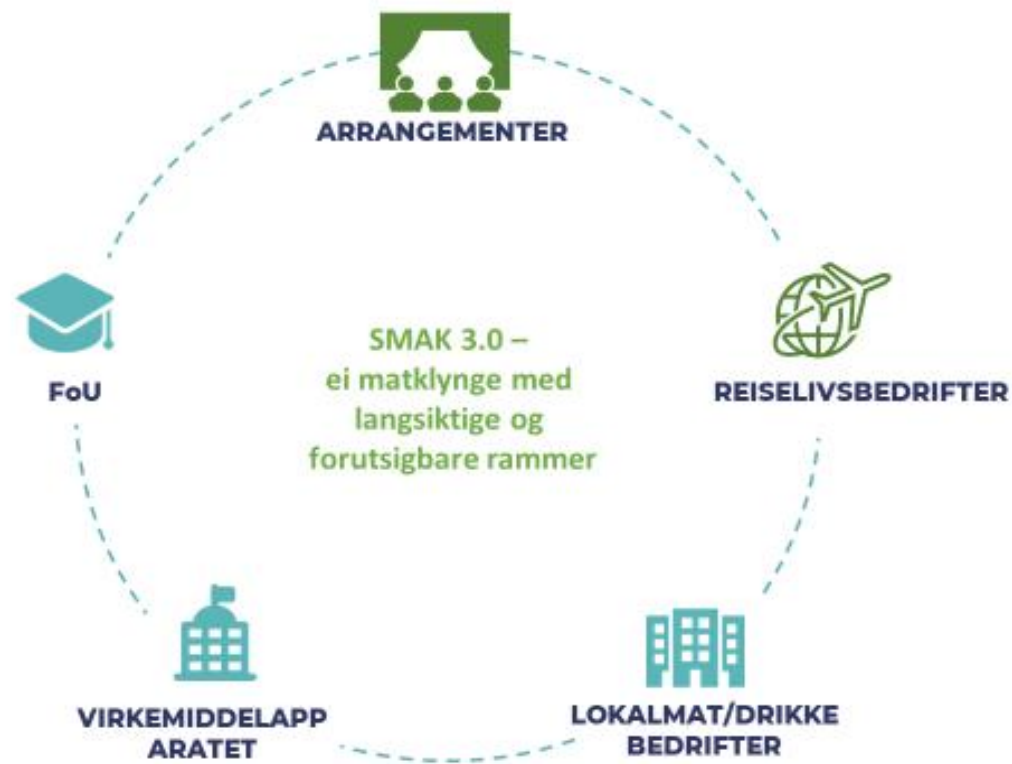 ARRANGEMENTER
FoU
SMAK 3.0 –
ei matklynge med
langsiktige og
forutsigbare rammer
REISELIVSBEDRIFTER
VIRKEMIDDELAPP
ARATET
LOKALMAT/DRIKKE
BEDRIFTER